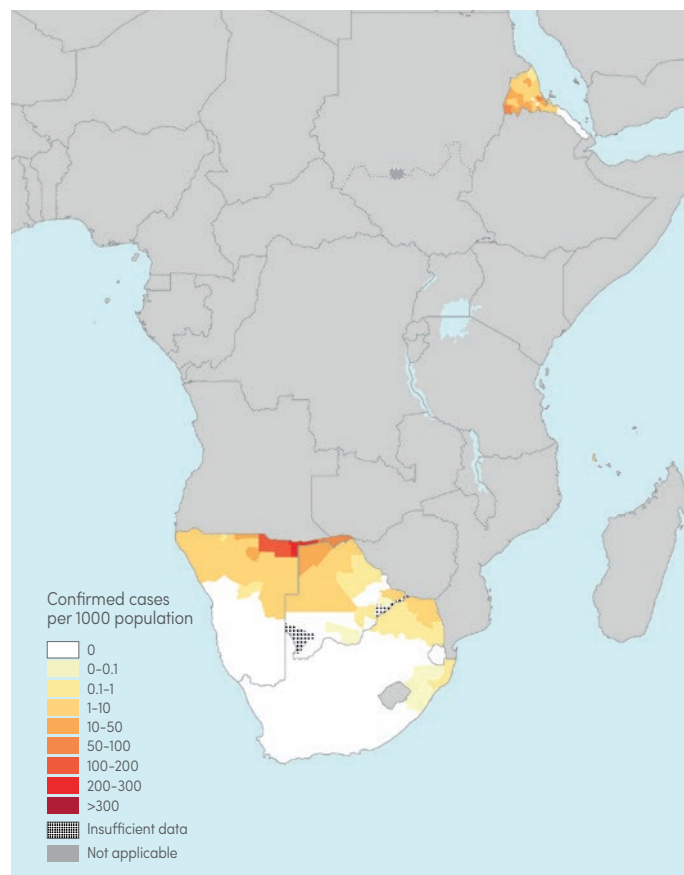 Confirmed cases
per 1000 population
0
0-0.1
0.1-1
1-10
10-50
50-100
100-200
200-300
>300
Insufficient data
Not applicable